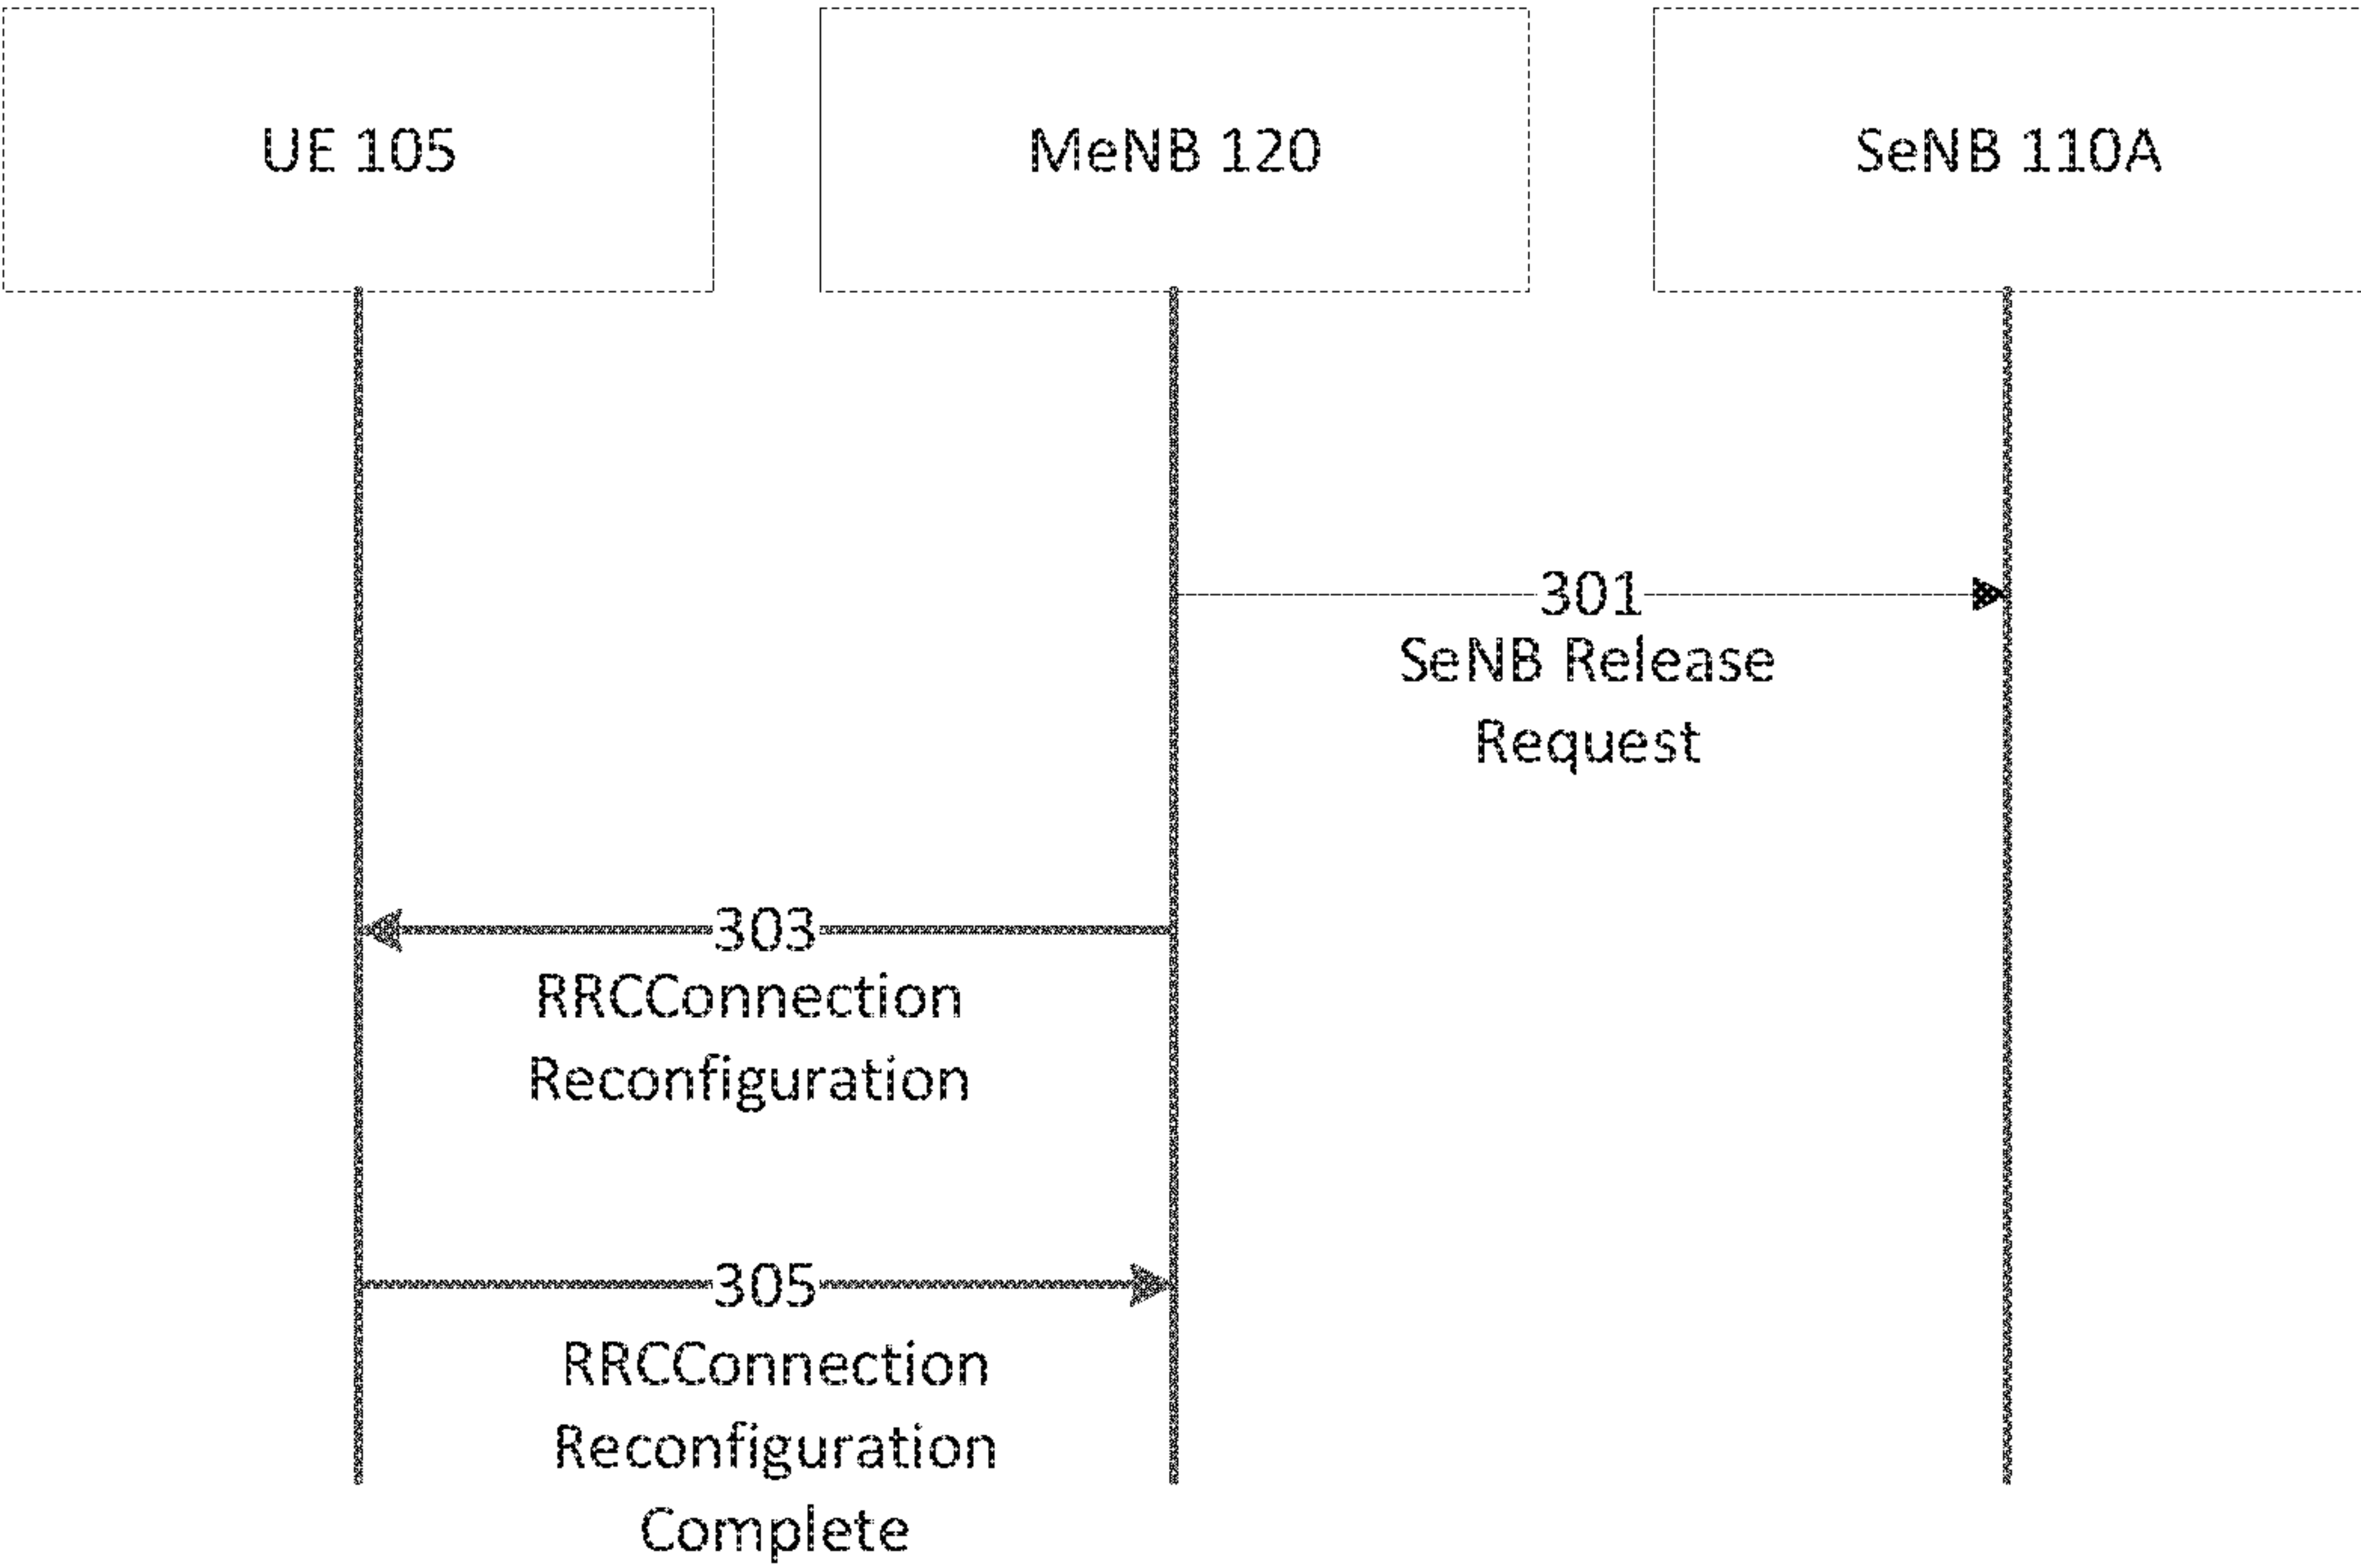 UE 105
MeNB 120
SeNB 110A
301
SeNB Release
Request
303
RRCConnection
Reconfiguration
305
RRCConnection
Reconfiguration
Complete